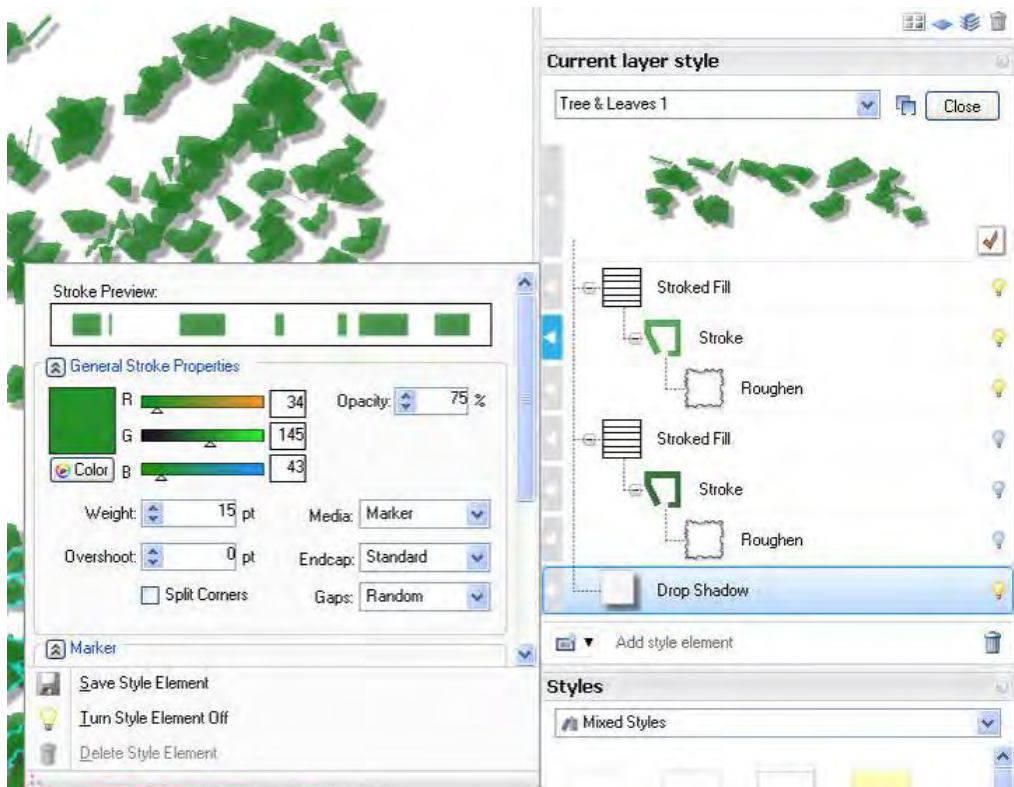 Current layer style
Tree & Leaves 1
Close
Stroked Fill
Stroke
Roughen
Stroked Fill
Stroke
Roughen
Drop Shadow
Add style element
Styles
Mixed Styles
Stroke Preview:
General Stroke Properties
R 34 Opacity: 75 %
G 145
Color B 43
Weight: 15 pt Media: Marker
Overshoot: 0 pt Endcap: Standard
Split Corners Gaps: Random
Marker
Save Style Element
Turn Style Element Off
Delete Style Element